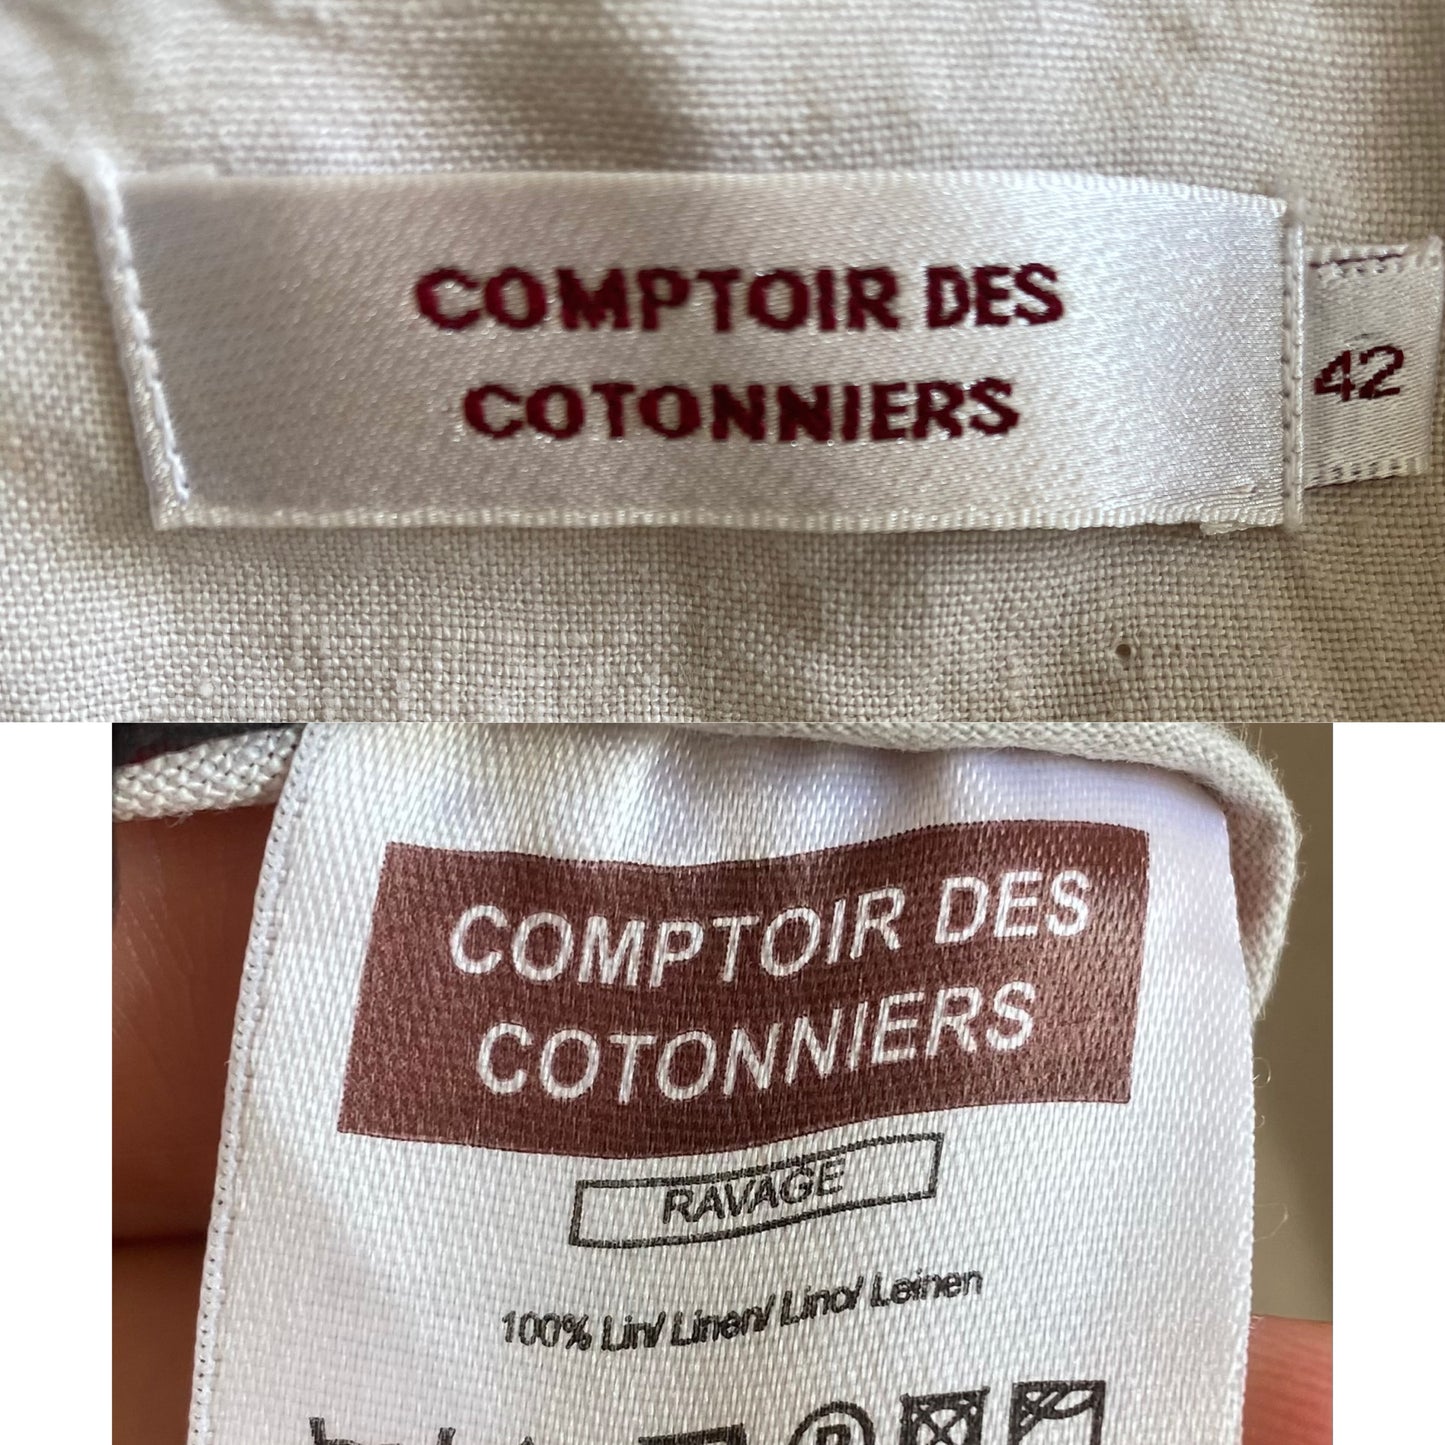 COMPTOIR DES
COTONNIERS
42
COMPTOIR DES
COTONNIERS
RAVAGE
100% Lin/ Linen/ Lino/ Leinen
P